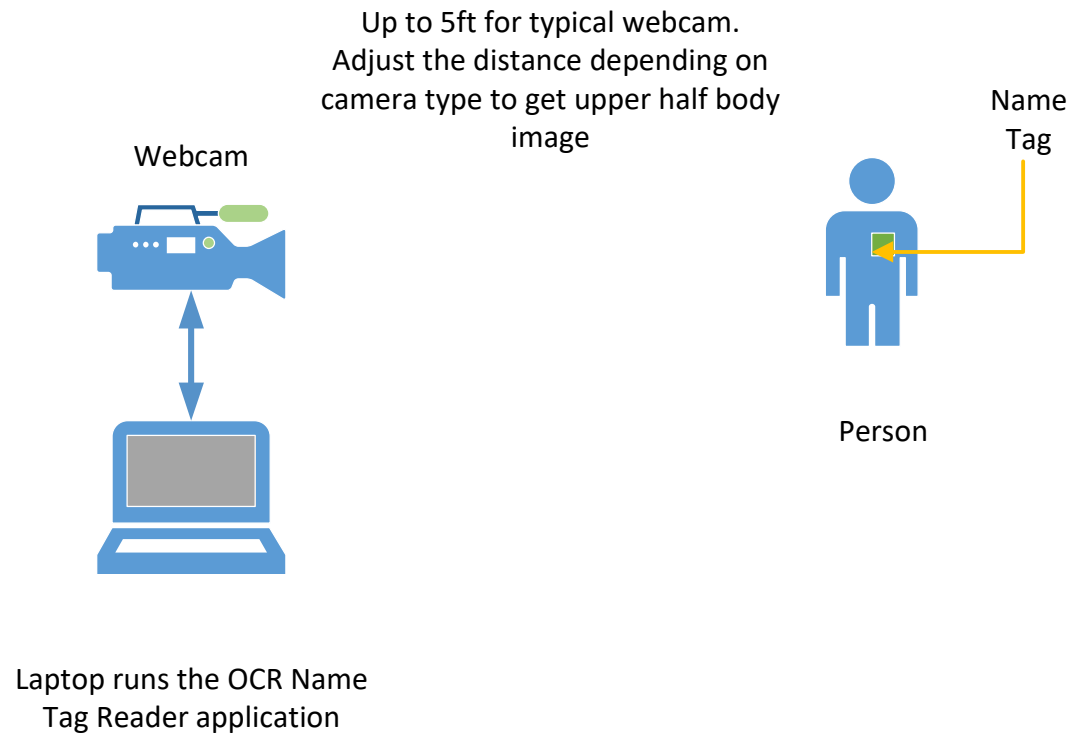 Up to 5ft for typical webcam.
Adjust the distance depending on
camera type to get upper half body
image
Name
Tag
Webcam
Person
Laptop runs the OCR Name
Tag Reader application